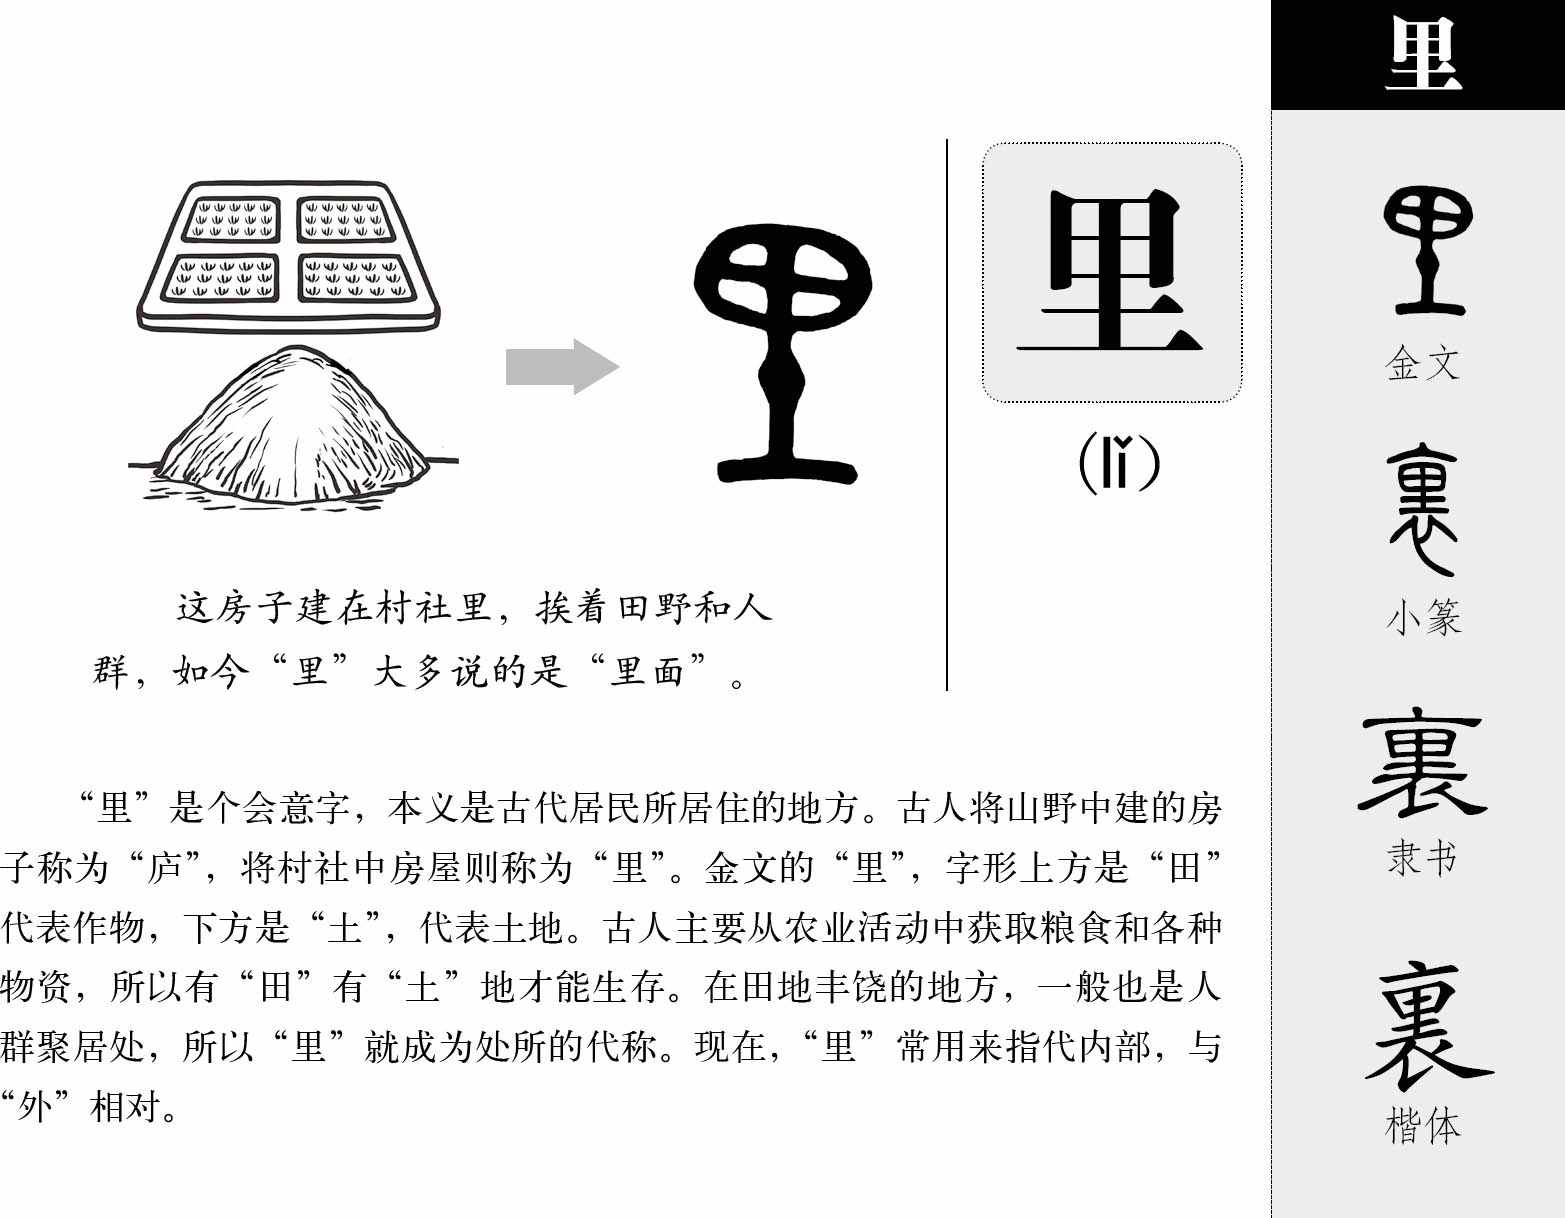 里
里
(lǐ)
这房子建在村社里，挨着田野和人
群，如今“里”大多说的是“里面”。
“里”是个会意字，本义是古代居民所居住的地方。古人将山野中建的房
子称为“庐”，将村社中房屋则称为“里”。金文的“里”，字形上方是“田”
代表作物，下方是“土”，代表土地。古人主要从农业活动中获取粮食和各种
物资，所以有“田”有“土”地才能生存。在田地丰饶的地方，一般也是人
群聚居处，所以“里”就成为处所的代称。现在，“里”常用来指代内部，与
“外”相对。
里
金文
裏
小篆
裏
隶书
裏
楷体